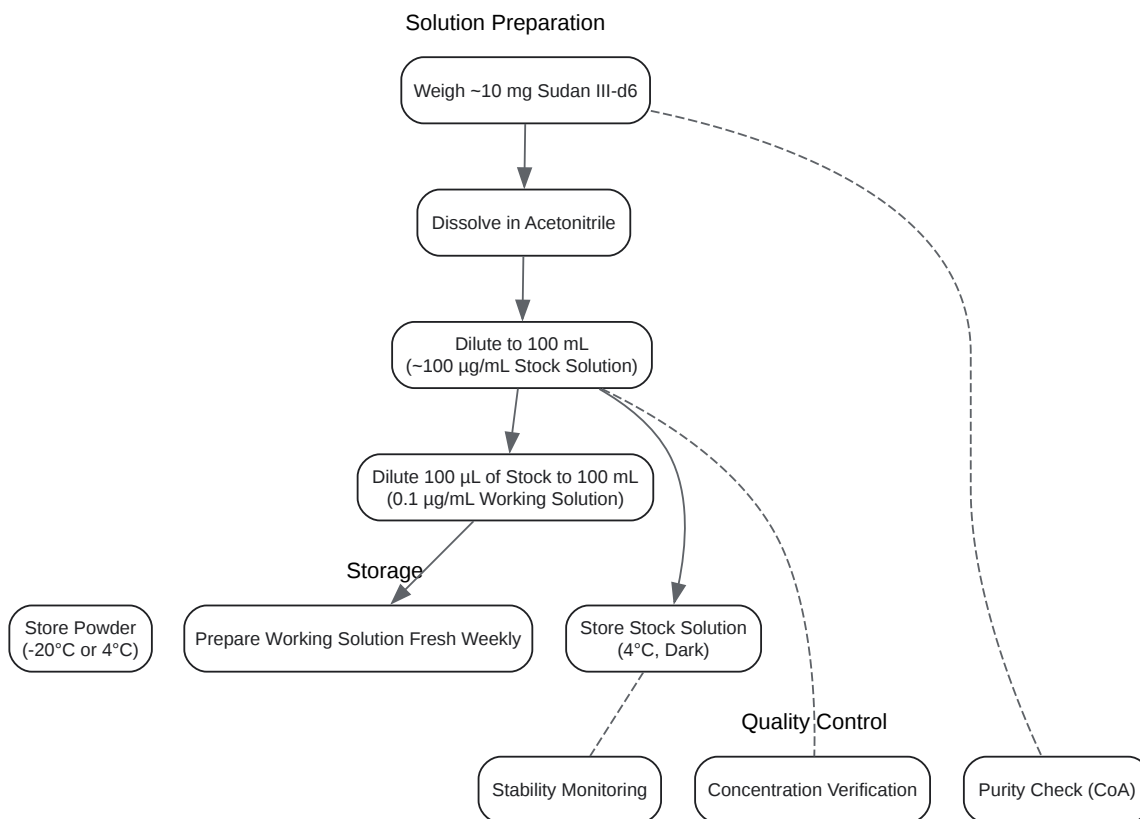 Solution Preparation
Weigh ~10 mg Sudan III-d6
Dissolve in Acetonitrile
Dilute to 100 mL
(~100 µg/mL Stock Solution)
Dilute 100 µL of Stock to 100 mL
(0.1 µg/mL Working Solution)
Storage
Store Powder
(-20°C or 4°C)
Prepare Working Solution Fresh Weekly
Store Stock Solution
(4°C, Dark)
Quality Control
Stability Monitoring
Concentration Verification
Purity Check (CoA)